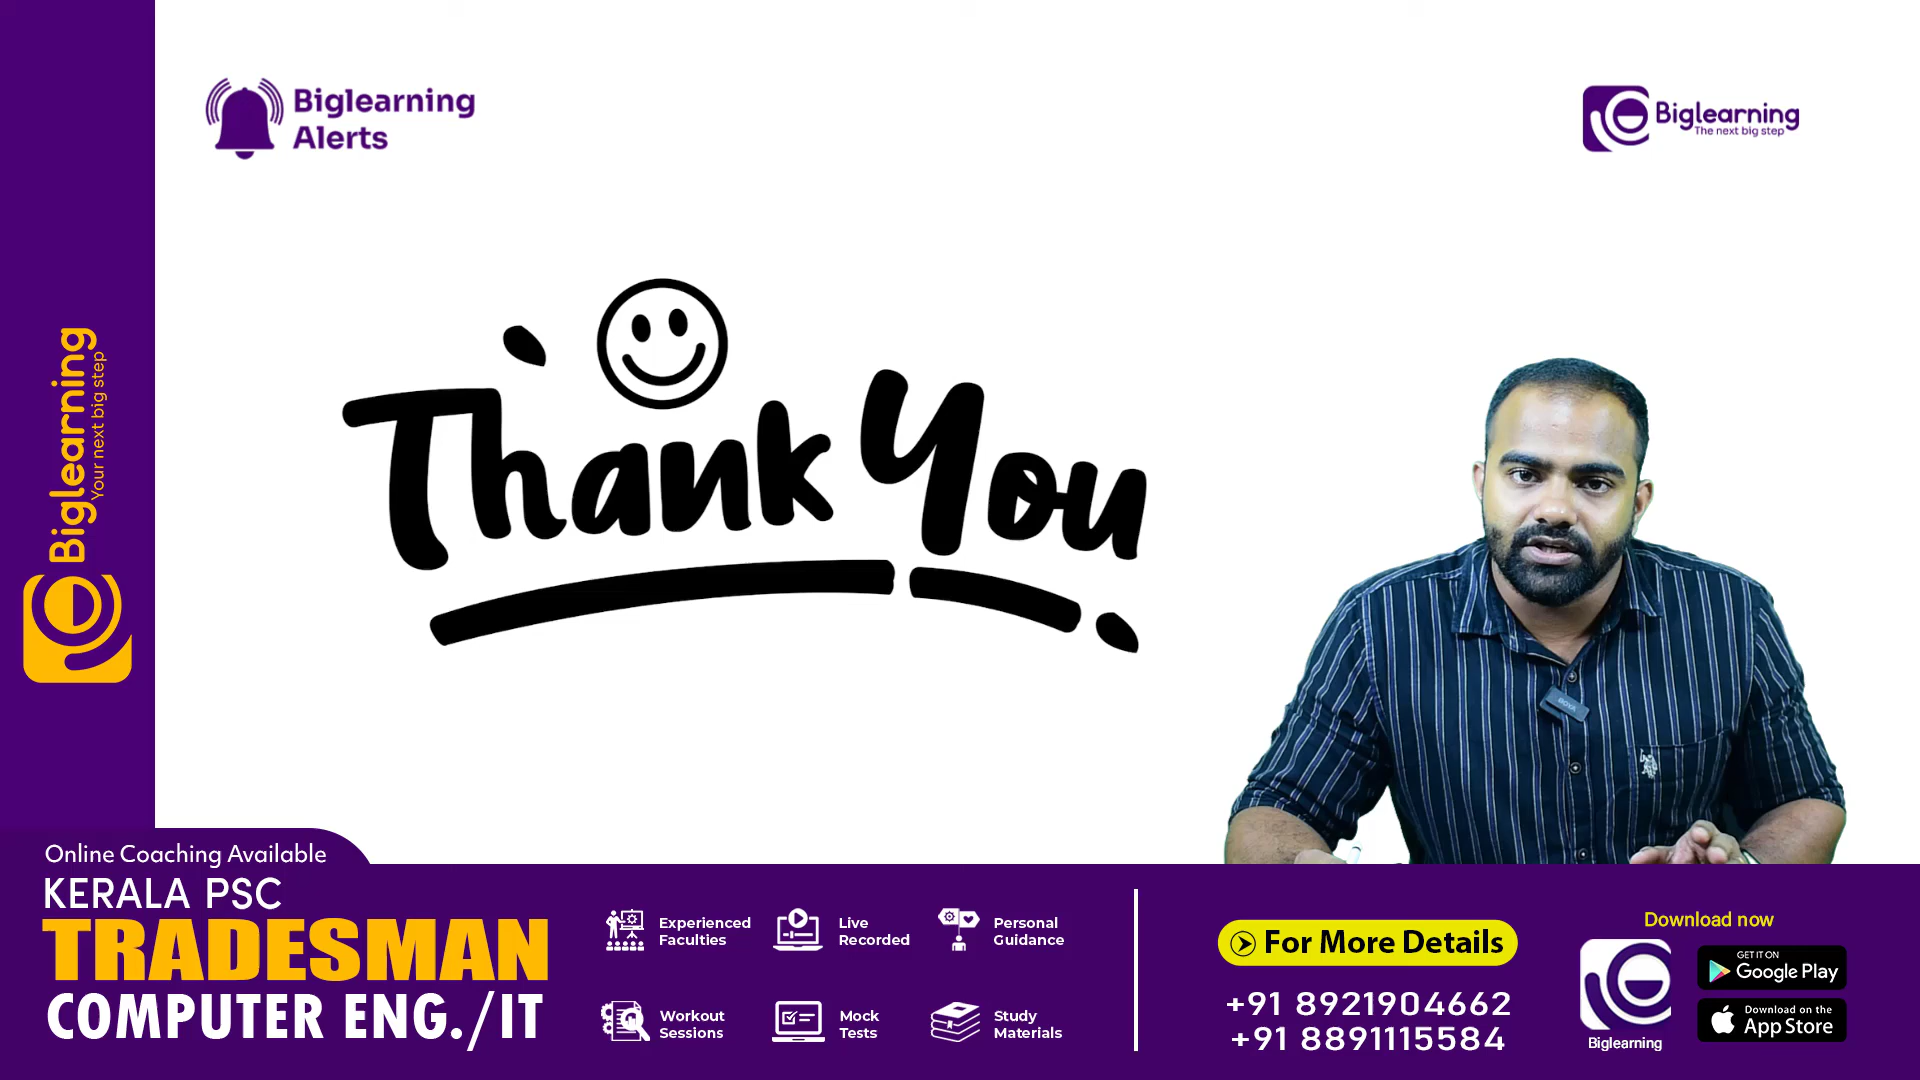 Biglearning
Alerts
Biglearning
The next big step
Thank You
Biglearning
Your next big step
BOYA
Online Coaching Available
KERALA PSC
TRADESMAN
COMPUTER ENG./IT
Experienced
Faculties
Live
Recorded
Personal
Guidance
Workout
Sessions
Mock
Tests
Study
Materials
For More Details
+91 8921904662
+91 8891115584
Download now
Biglearning
GET IT ON
Google Play
Download on the
App Store